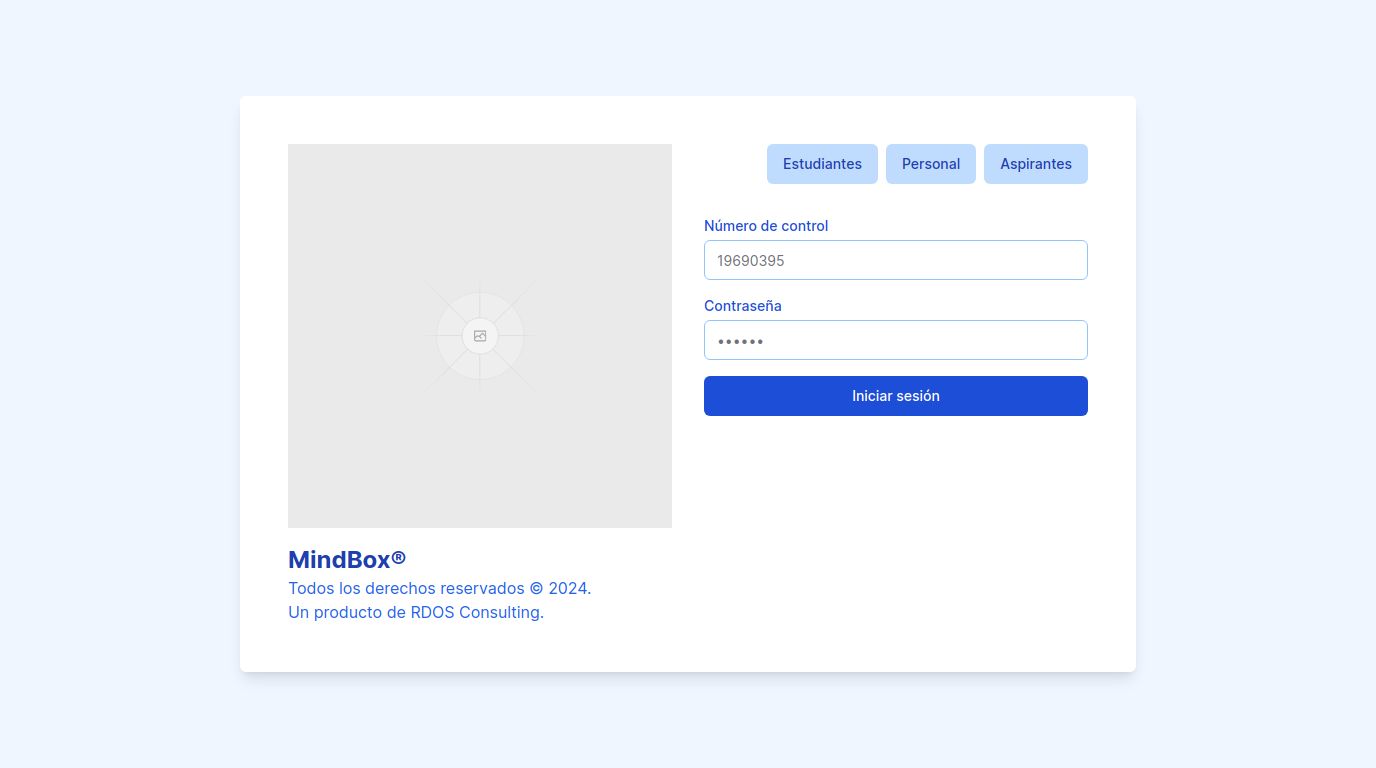 Estudiantes
Personal
Aspirantes
Número de control
19690395
Contraseña
••••••
Iniciar sesión
MindBox®
Todos los derechos reservados © 2024.
Un producto de RDOS Consulting.